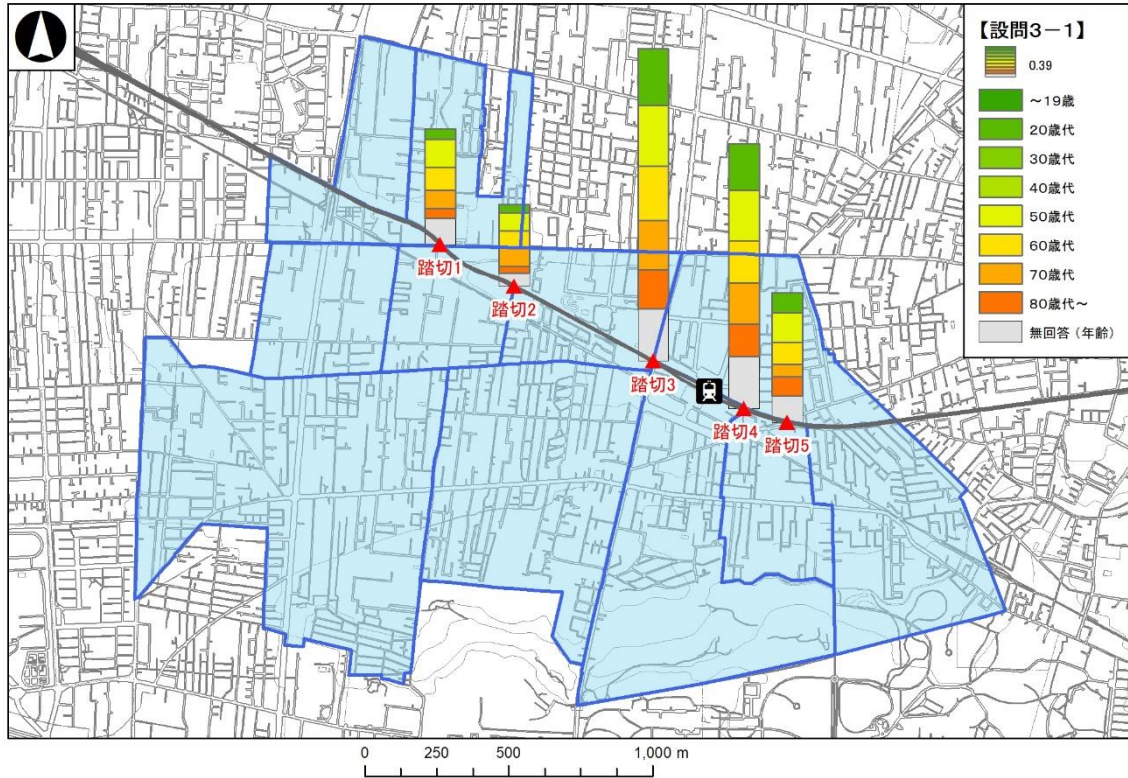 【設問3－1】
0.39
～19歳
20歳代
30歳代
40歳代
50歳代
60歳代
70歳代
80歳代～
無回答（年齢）
踏切1
踏切2
踏切3
踏切4
踏切5
0 250 500 1,000 m